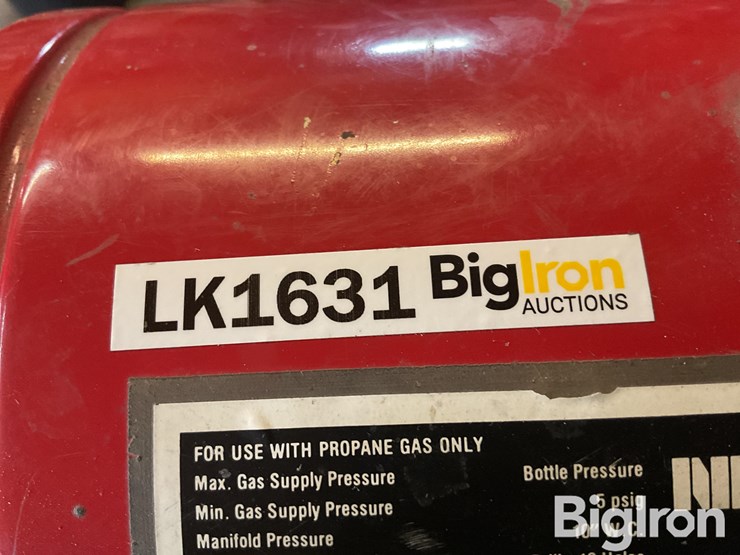 LK1631 BigIron
AUCTIONS
FOR USE WITH PROPANE GAS ONLY
Max. Gas Supply Pressure Bottle Pressure
Min. Gas Supply Pressure 5 psig
Manifold Pressure 10" W.C.
BigIron